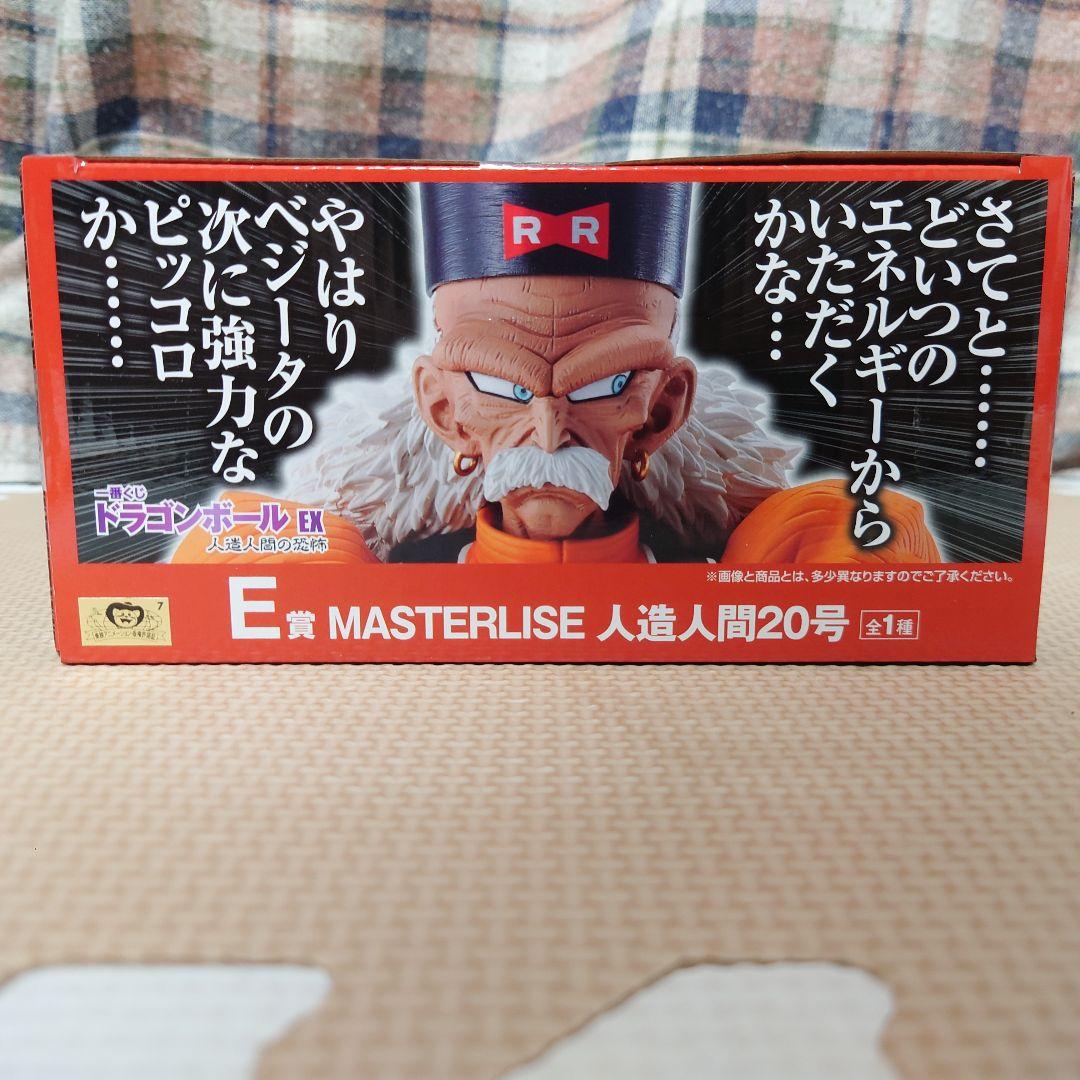 さてと……
どいつの
エネルギーから
いただく
かな…
やはり
ベジータの
次に強力な
ピッコロ
か……
R R
一番くじ
ドラゴンボール EX
人造人間の恐怖
※画像と商品とは、多少異なりますのでご了承ください。
E賞 MASTERLISE 人造人間20号 全1種
7